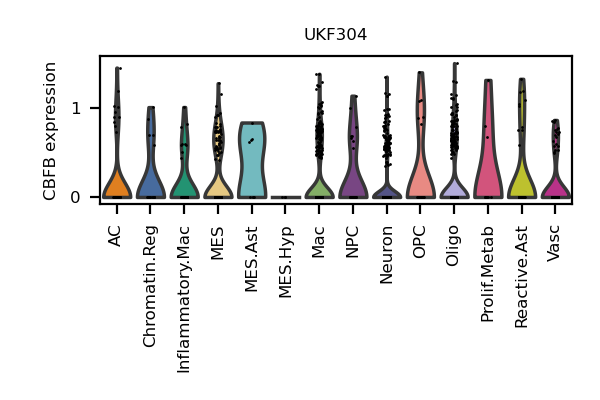 UKF304
CBFB expression
1
0
AC
Chromatin.Reg
Inflammatory.Mac
MES
MES.Ast
MES.Hyp
Mac
NPC
Neuron
OPC
Oligo
Prolif.Metab
Reactive.Ast
Vasc